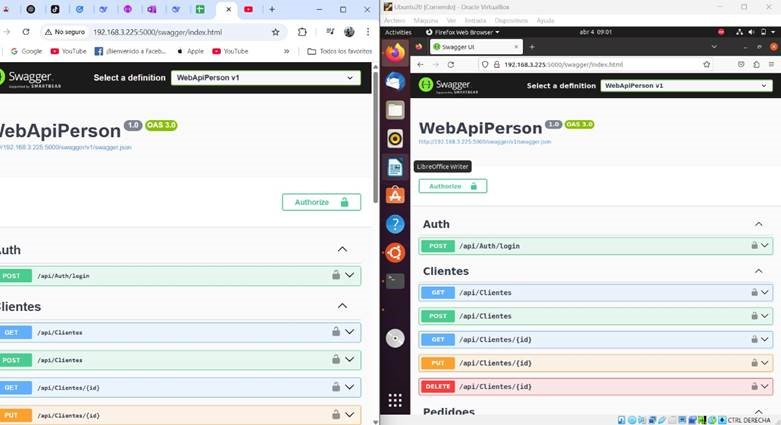 No seguro 192.168.3.225:5000/swagger/index.html
Google YouTube ¡Bienvenido a Faceb... Apple YouTube » Todos los favoritos
Swagger
Supported by SMARTBEAR
Select a definition WebApiPerson v1
WebApiPerson 1.0 OAS 3.0
//192.168.3.225:5000/swagger/v1/swagger.json
Authorize
Auth
POST /api/Auth/login
Clientes
GET /api/Clientes
POST /api/Clientes
GET /api/Clientes/{id}
PUT /api/Clientes/{id}
[Corriendo] - Oracle VirtualBox
Archivo Máquina Ver Entrada Dispositivos Ayuda
Activities Firefox Web Browser abr 4 09:01
Swagger UI
192.168.3.225:5000/swagger/index.html
Swagger
Supported by SMARTBEAR
Select a definition WebApiPerson v1
WebApiPerson 1.0 OAS 3.0
http://192.168.3.225:5000/swagger/v1/swagger.json
LibreOffice Writer
Authorize
Auth
POST /api/Auth/login
Clientes
GET /api/Clientes
POST /api/Clientes
GET /api/Clientes/{id}
PUT /api/Clientes/{id}
DELETE /api/Clientes/{id}
Pedidoes
CTRL DERECHA